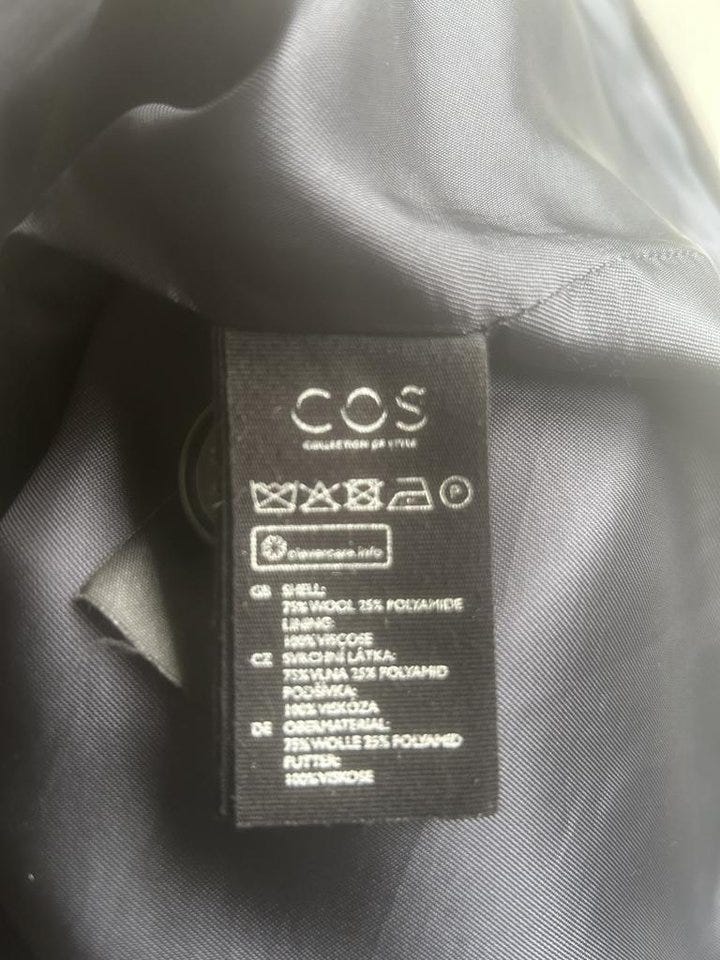 COS
COLLECTION OF STYLE
P
clevercare.info
GB SHELL:
75% WOOL 25% POLYAMIDE
LINING:
100% VISCOSE
CZ SVRCHNÍ LÁTKA:
75% VLNA 25% POLYAMID
PODŠÍVKA:
100% VISKOZA
DE OBERMATERIAL:
75% WOLLE 25% POLYAMID
FUTTER:
100% VISKOSE